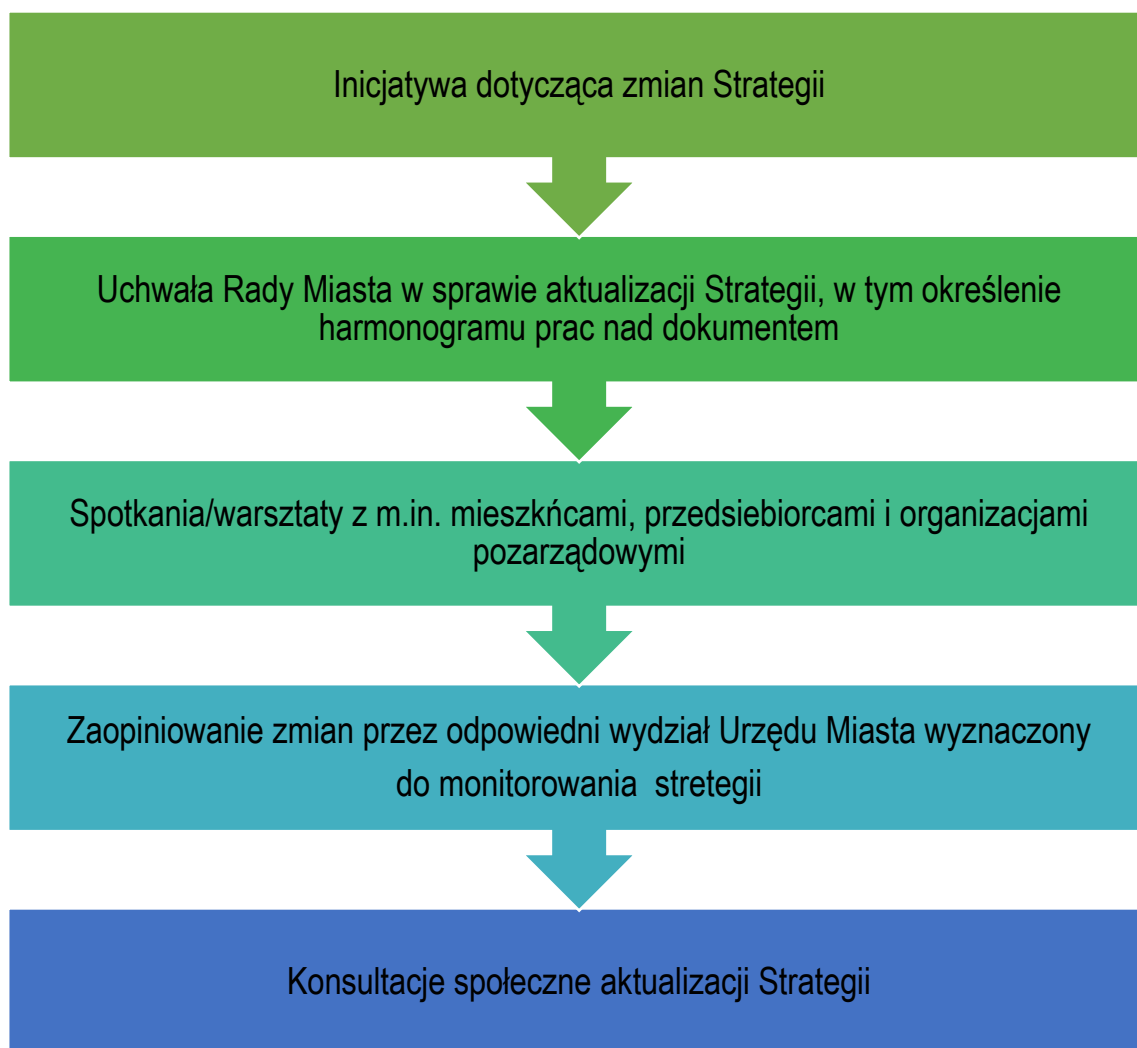 Inicjatywa dotycząca zmian Strategii
Uchwała Rady Miasta w sprawie aktualizacji Strategii, w tym określenie
harmonogramu prac nad dokumentem
Spotkania/warsztaty z m.in. mieszkńcami, przedsiebiorcami i organizacjami
pozarządowymi
Zaopiniowanie zmian przez odpowiedni wydział Urzędu Miasta wyznaczony
do monitorowania  stretegii
Konsultacje społeczne aktualizacji Strategii